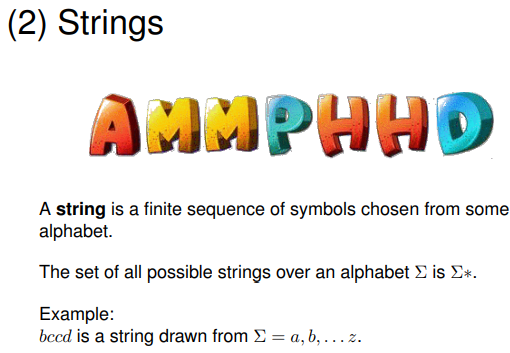 (2) Strings
AMMPHHD
A string is a finite sequence of symbols chosen from some
alphabet.
The set of all possible strings over an alphabet Σ is Σ∗.
Example:
bccd is a string drawn from Σ = a, b, . . . z.